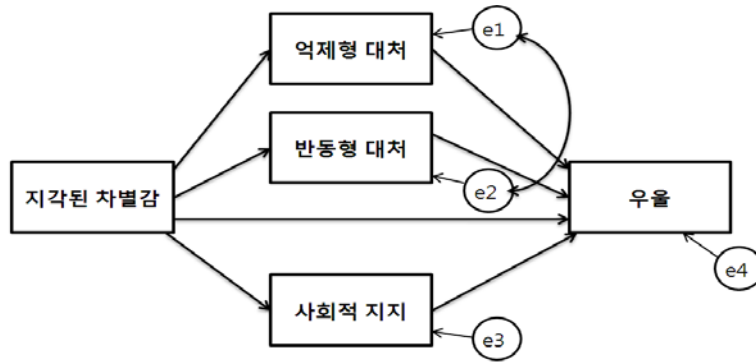 억제형 대처
e1
반동형 대처
e2
지각된 차별감
우울
e4
사회적 지지
e3